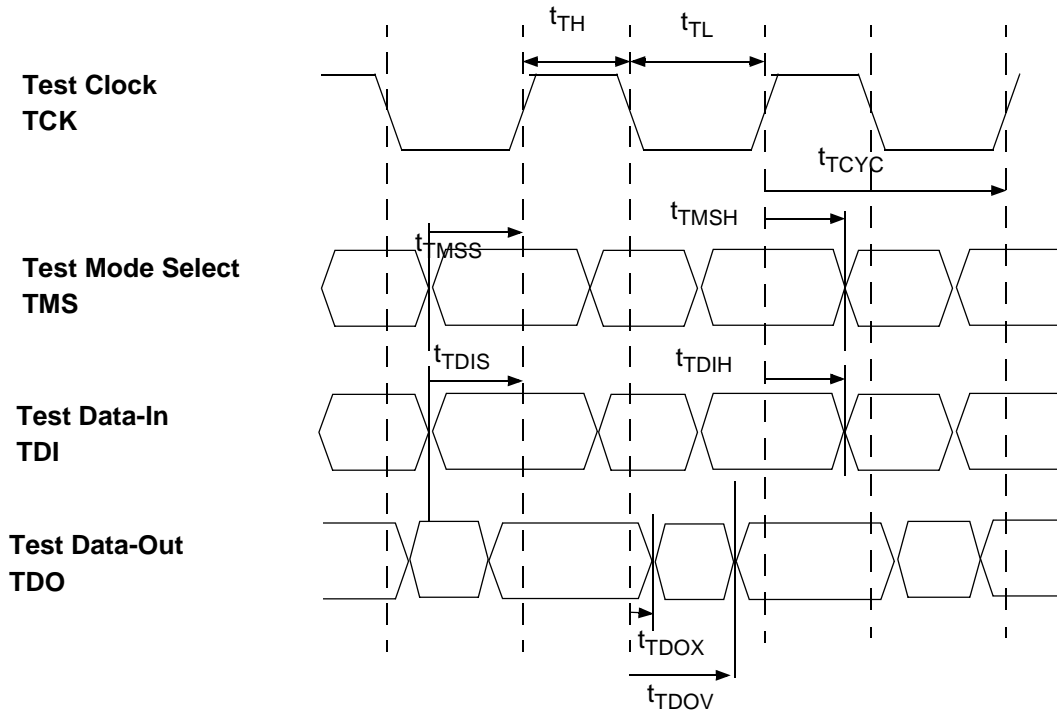 tTH
tTL
Test Clock
TCK
tTCYC
tTMSH
tTMSS
Test Mode Select
TMS
tTDIS
tTDIH
Test Data-In
TDI
Test Data-Out
TDO
tTDOX
tTDOV